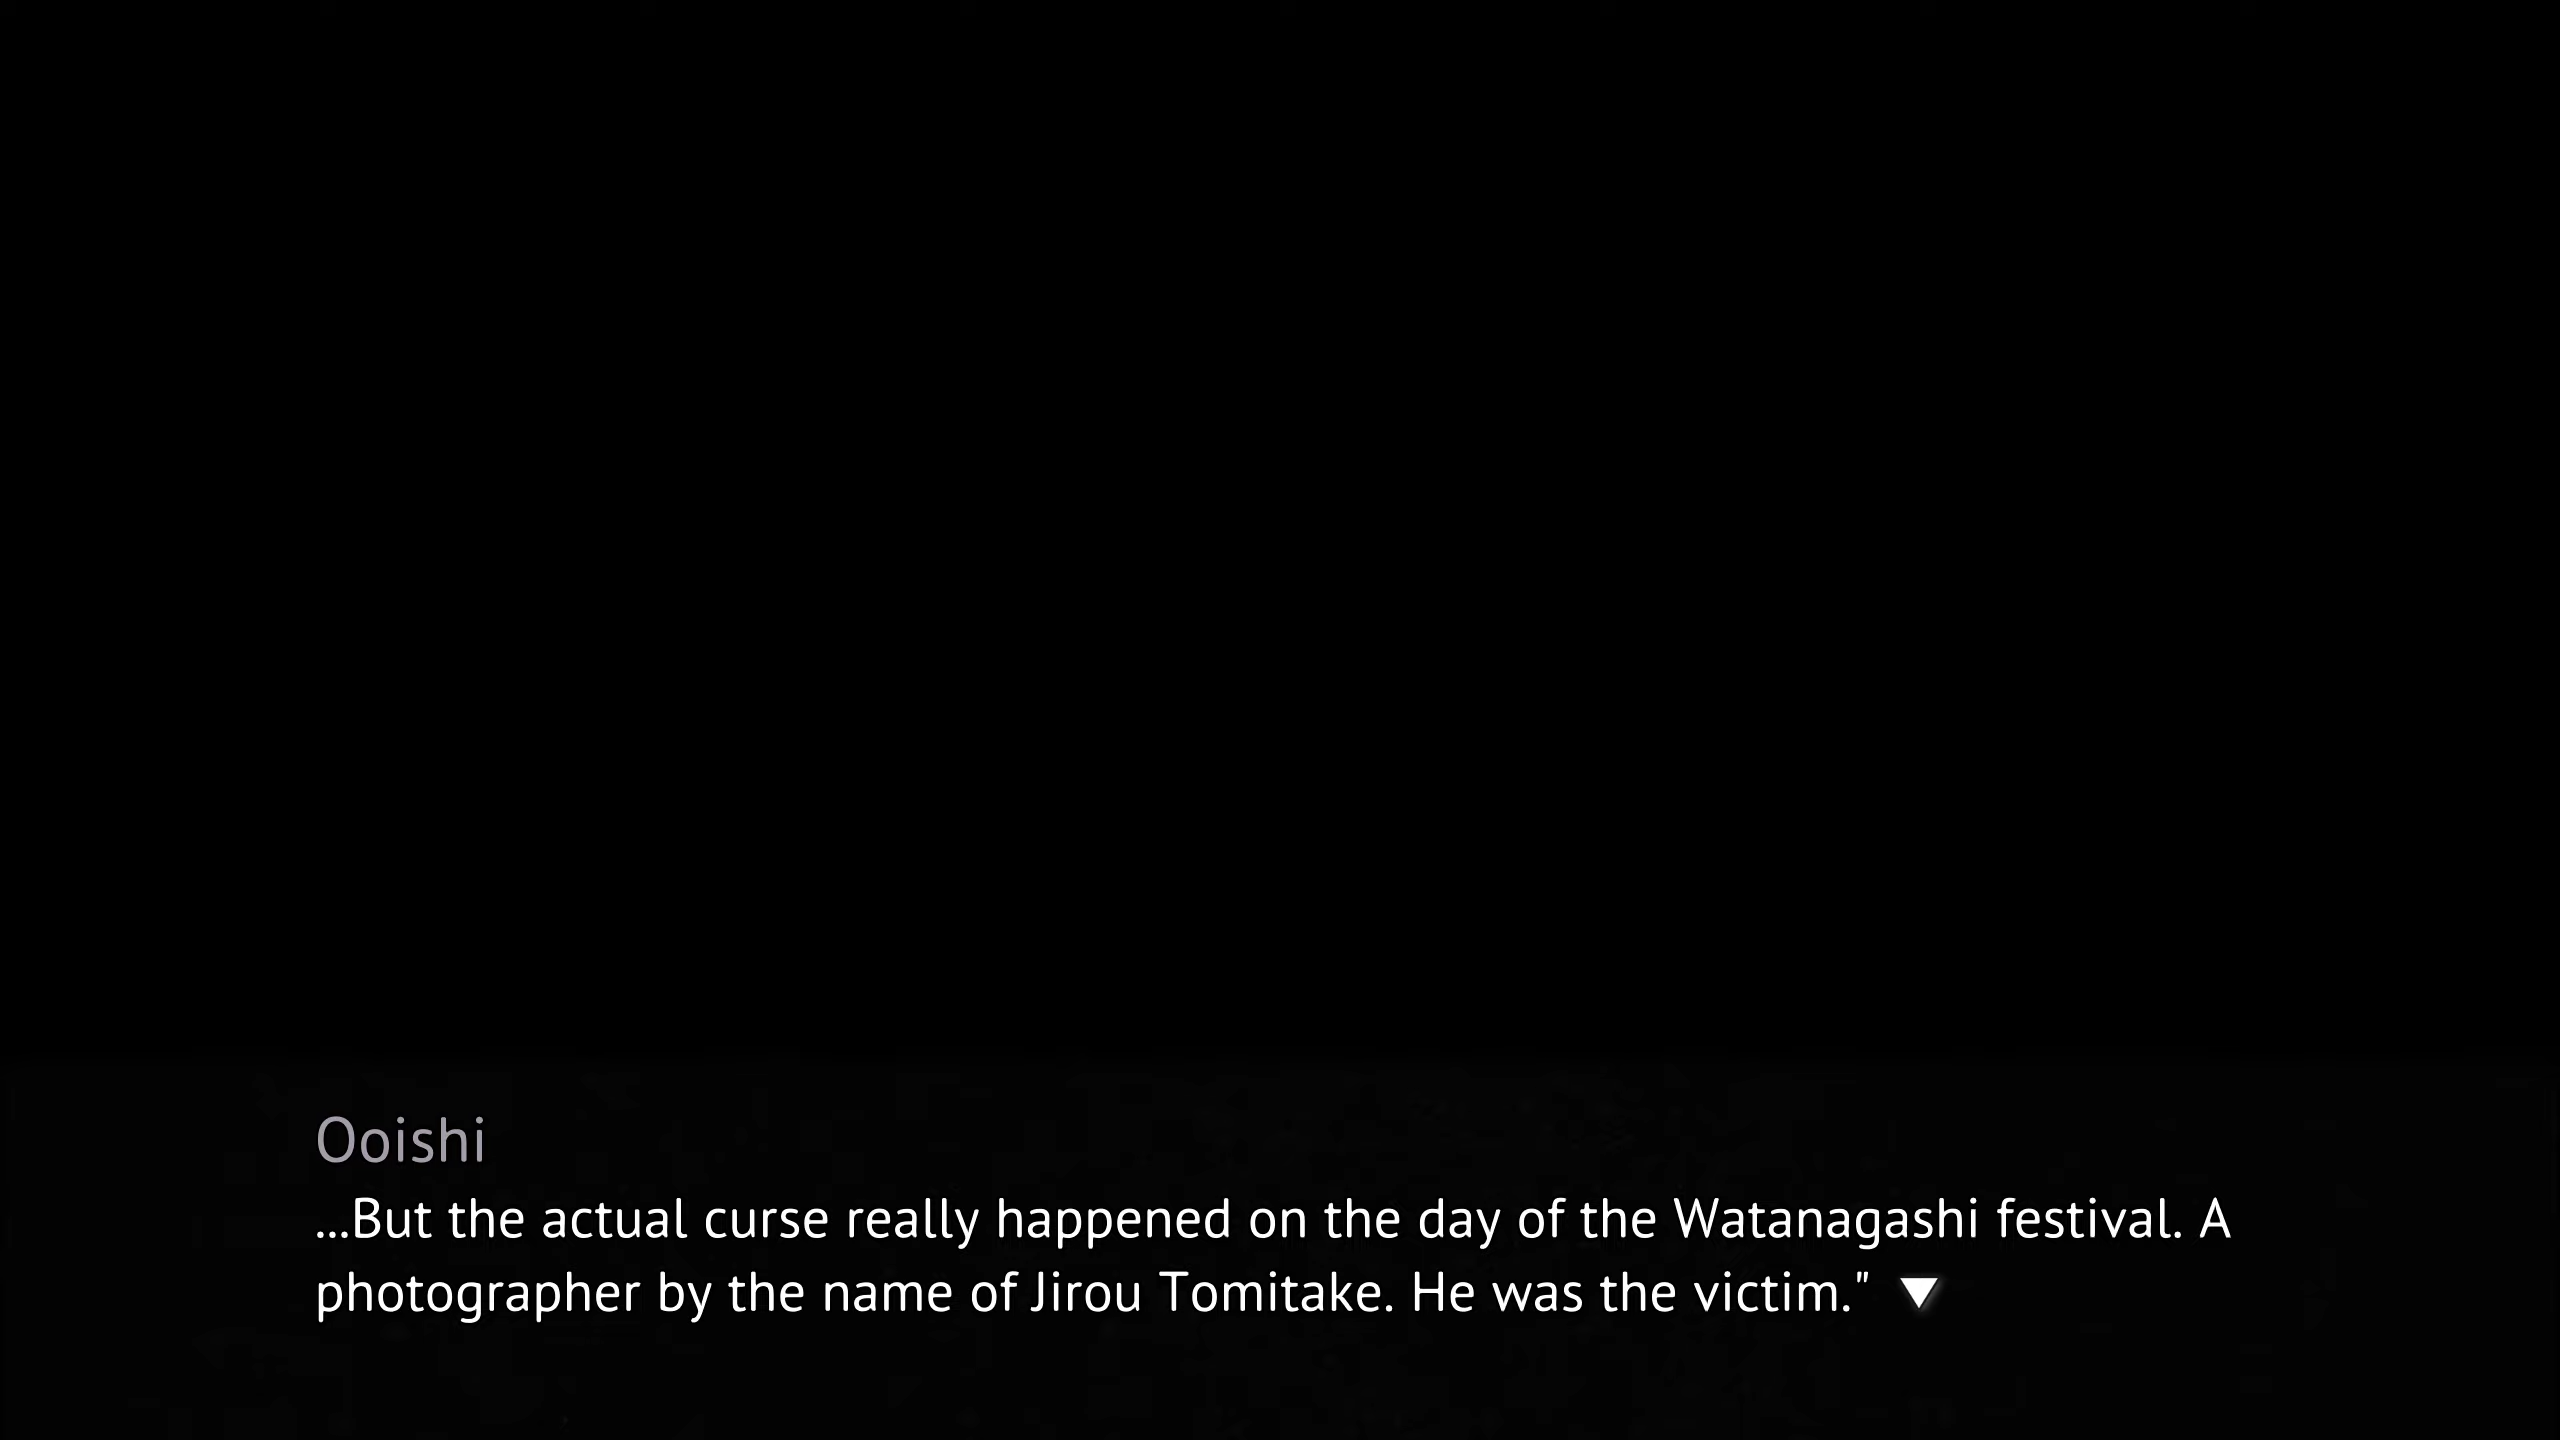 Ooishi
...But the actual curse really happened on the day of the Watanagashi festival. A
photographer by the name of Jirou Tomitake. He was the victim."